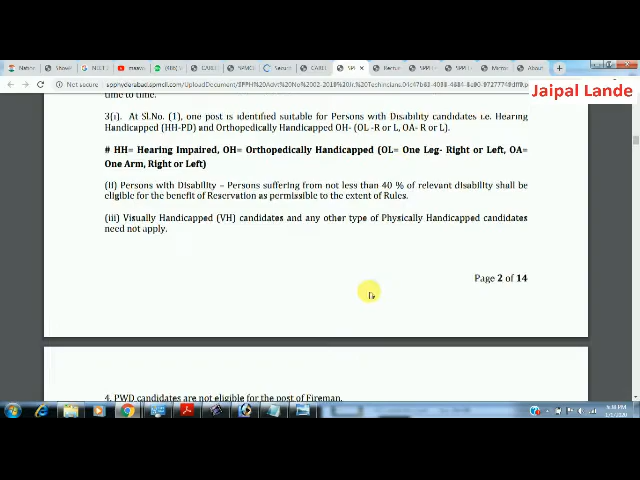 Jaipal Lande
time to time.
3(i). At Sl.No. (1), one post is identified suitable for Persons with Disability candidates i.e. Hearing
Handicapped (HH-PD) and Orthopedically Handicapped OH- (OL -R or L, OA- R or L).
# HH= Hearing Impaired, OH= Orthopedically Handicapped (OL= One Leg- Right or Left, OA=
One Arm, Right or Left)
(ii) Persons with Disability – Persons suffering from not less than 40 % of relevant disability shall be
eligible for the benefit of Reservation as permissible to the extent of Rules.
(iii) Visually Handicapped (VH) candidates and any other type of Physically Handicapped candidates
need not apply.
Page 2 of 14
4. PWD candidates are not eligible for the post of Fireman.